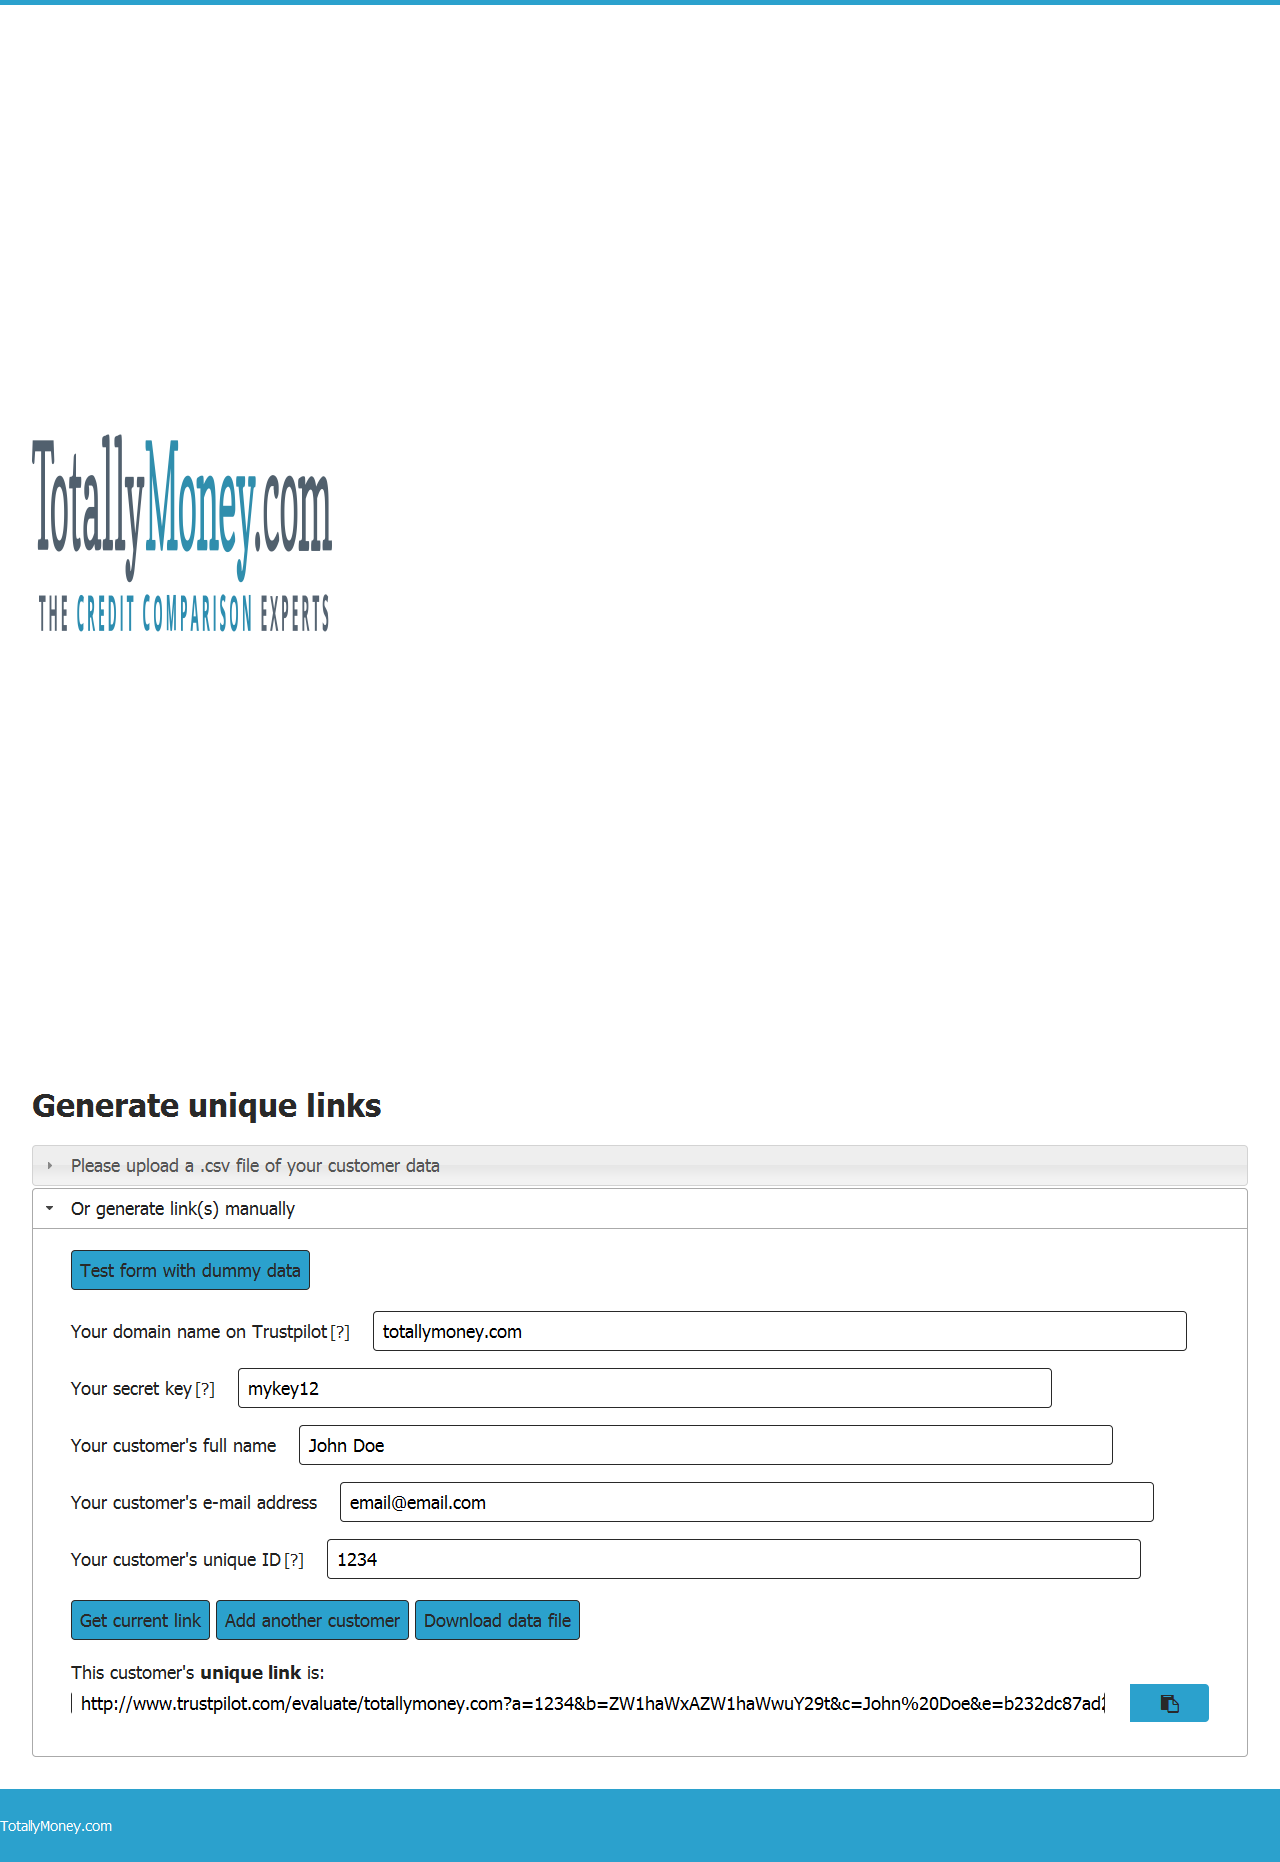 TotallyMoney.com
THE CREDIT COMPARISON EXPERTS
Generate unique links
Please upload a .csv file of your customer data
Or generate link(s) manually
Test form with dummy data
Your domain name on Trustpilot [?] totallymoney.com
Your secret key [?] mykey12
Your customer's full name John Doe
Your customer's e-mail address email@email.com
Your customer's unique ID [?] 1234
Get current link Add another customer Download data file
This customer's unique link is:
http://www.trustpilot.com/evaluate/totallymoney.com?a=1234&b=ZW1haWxAZW1haWwuY29t&c=John%20Doe&e=b232dc87ad2
TotallyMoney.com